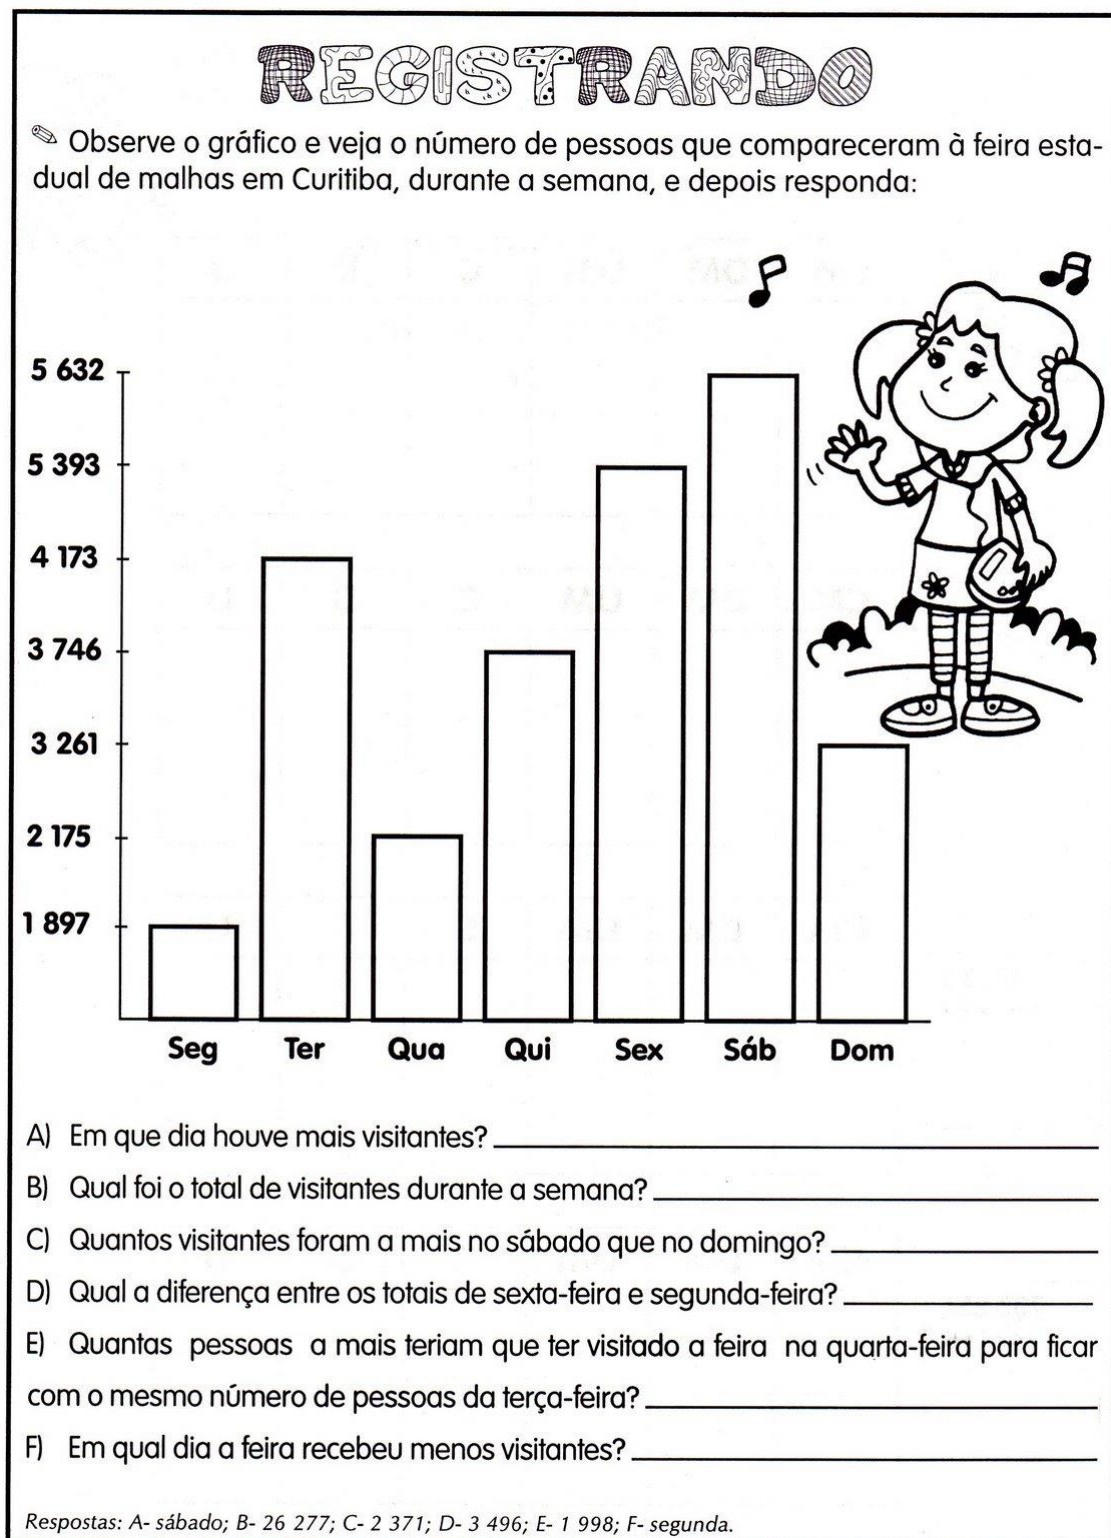 REGISTRANDO
Observe o gráfico e veja o número de pessoas que compareceram à feira esta-
dual de malhas em Curitiba, durante a semana, e depois responda:
5 632
5 393
4 173
3 746
3 261
2 175
1 897
Seg Ter Qua Qui Sex Sáb Dom
A) Em que dia houve mais visitantes?
B) Qual foi o total de visitantes durante a semana?
C) Quantos visitantes foram a mais no sábado que no domingo?
D) Qual a diferença entre os totais de sexta-feira e segunda-feira?
E) Quantas pessoas a mais teriam que ter visitado a feira na quarta-feira para ficar
com o mesmo número de pessoas da terça-feira?
F) Em qual dia a feira recebeu menos visitantes?
Respostas: A- sábado; B- 26 277; C- 2 371; D- 3 496; E- 1 998; F- segunda.